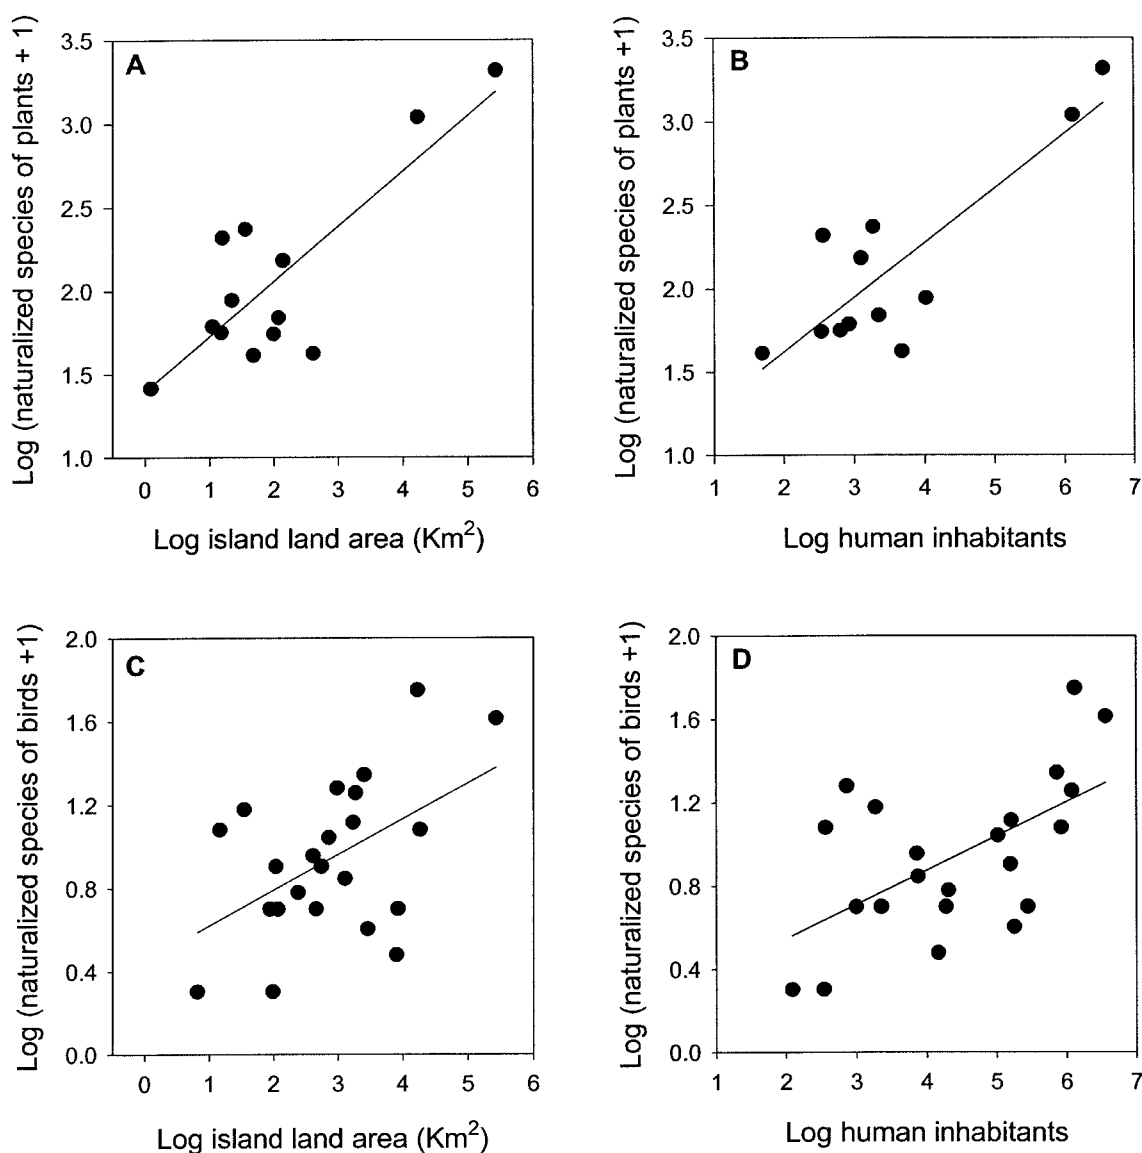 A
Log (naturalized species of plants + 1)
3.5
3.0
2.5
2.0
1.5
1.0
0 1 2 3 4 5 6
Log island land area (Km²)
B
Log (naturalized species of plants +1)
3.5
3.0
2.5
2.0
1.5
1.0
1 2 3 4 5 6 7
Log human inhabitants
C
Log (naturalized species of birds +1)
2.0
1.6
1.2
0.8
0.4
0.0
0 1 2 3 4 5 6
Log island land area (Km²)
D
Log (naturalized species of birds +1)
2.0
1.6
1.2
0.8
0.4
0.0
1 2 3 4 5 6 7
Log human inhabitants